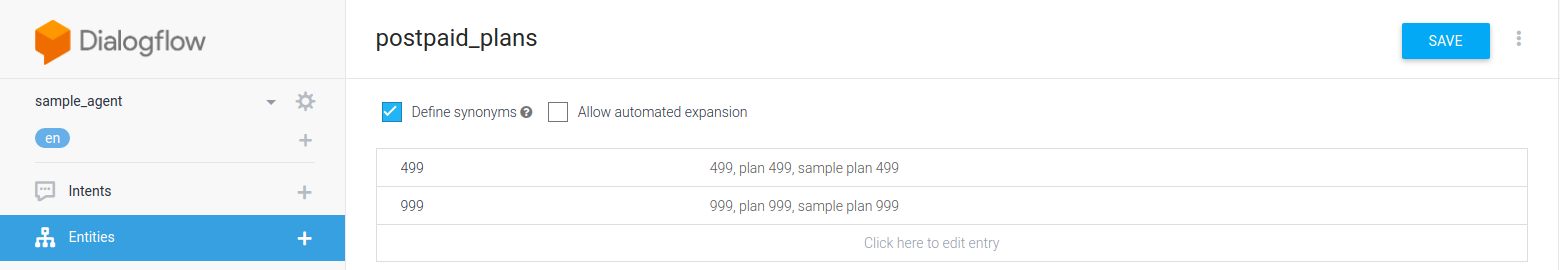 Dialogflow
postpaid_plans
SAVE
sample_agent
Define synonyms
Allow automated expansion
en
499 499, plan 499, sample plan 499
Intents
999 999, plan 999, sample plan 999
Entities
Click here to edit entry